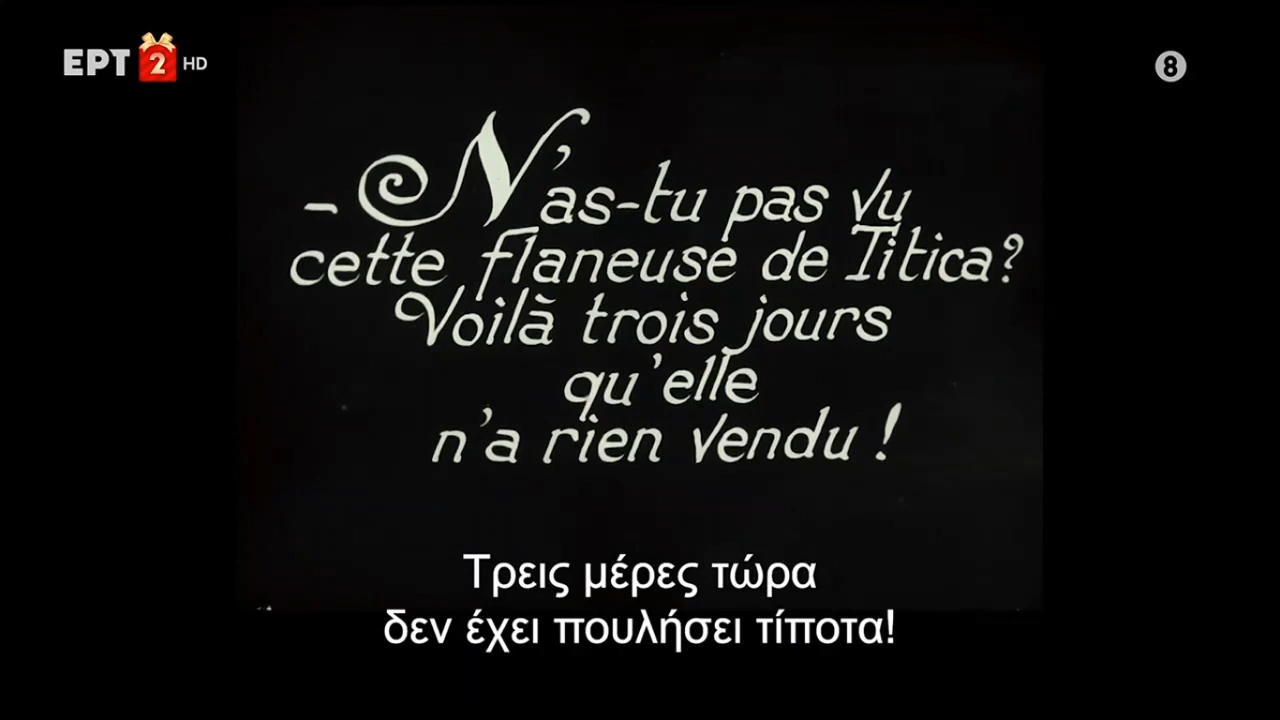 ΕΡΤ 2 HD
8
- N'as-tu pas vu
cette flaneuse de Titica?
Voilà trois jours
qu'elle
n'a rien vendu !
Τρεις μέρες τώρα
δεν έχει πουλήσει τίποτα!